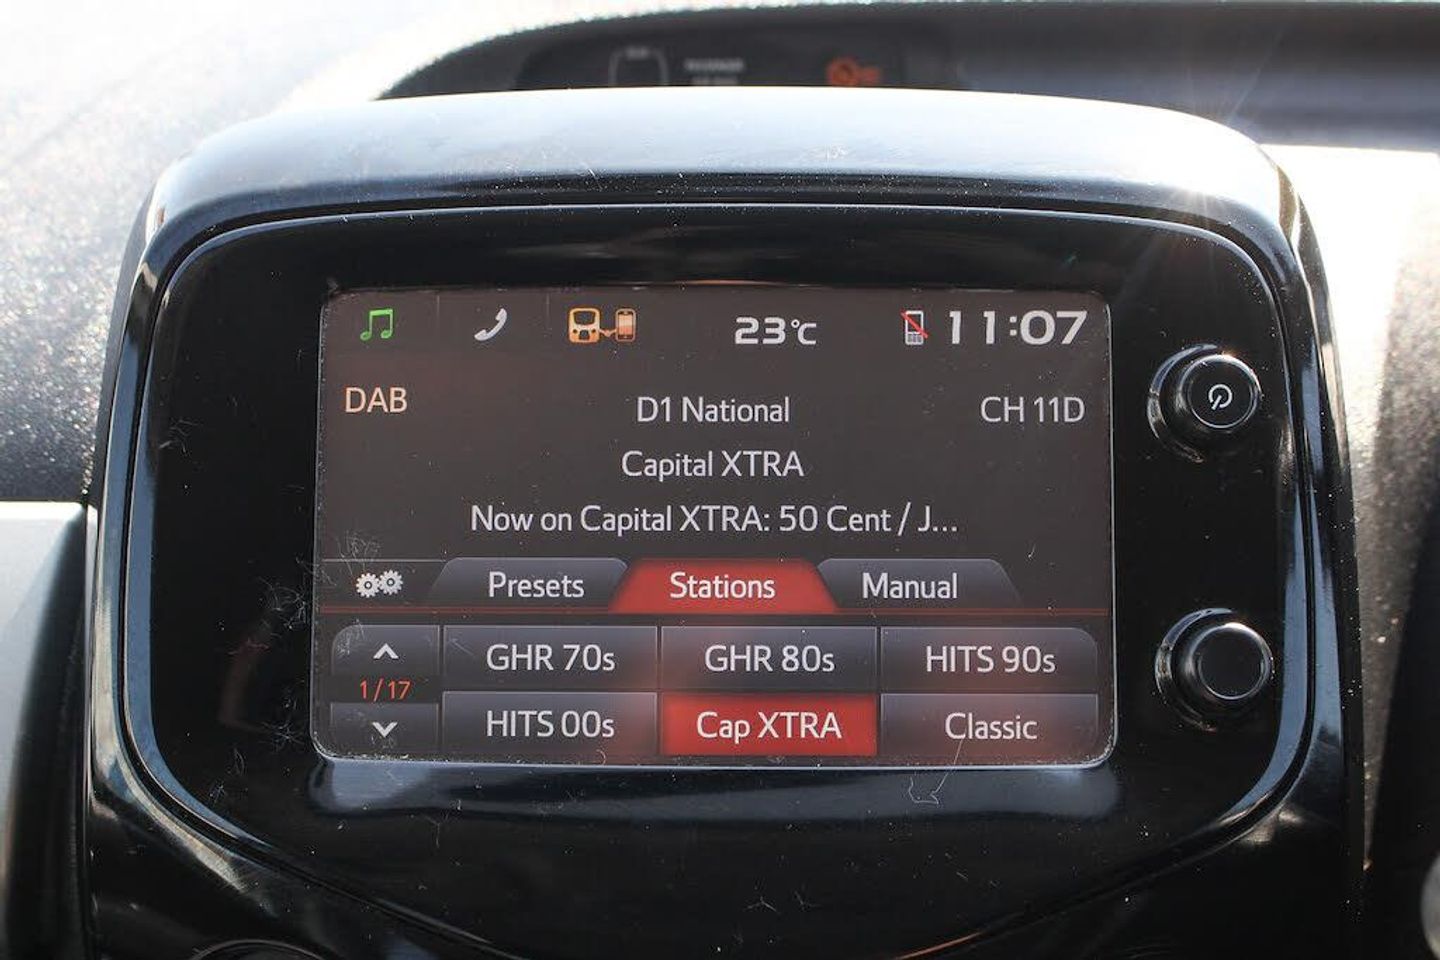 23°C 11:07
DAB D1 National CH 11D
Capital XTRA
Now on Capital XTRA: 50 Cent / J...
Presets Stations Manual
GHR 70s GHR 80s HITS 90s
1/17
HITS 00s Cap XTRA Classic